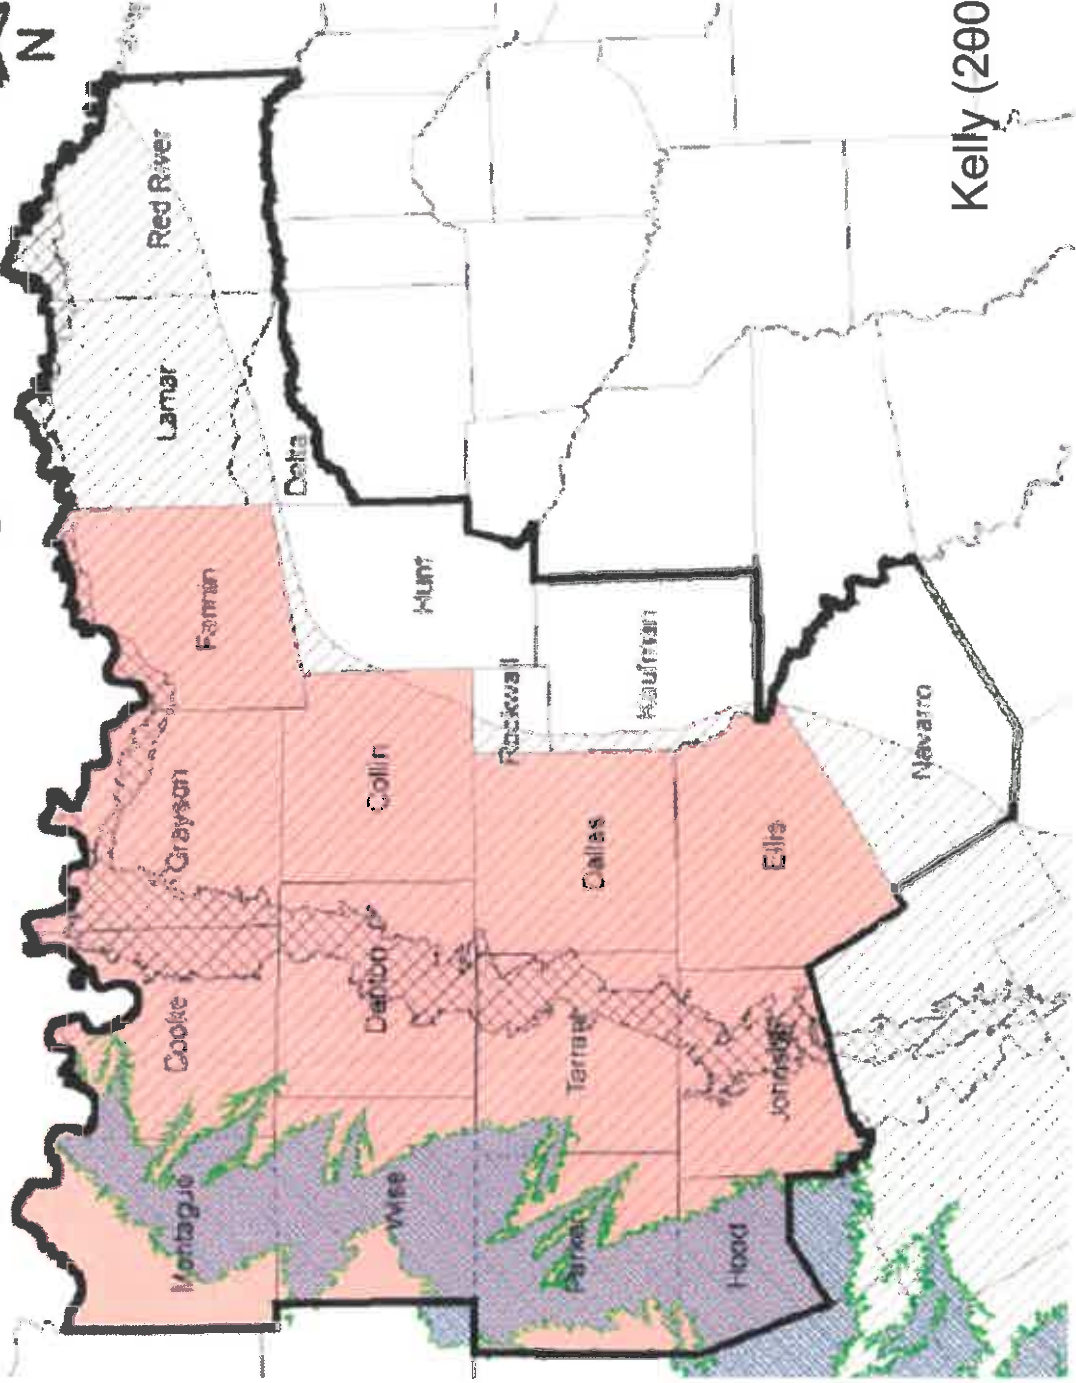 N
Red River
Lamar
Delta
Fannin
Hunt
Kaufman
Rockwall
Navarro
Grayson
Collin
Dallas
Ellis
Cooke
Denton
Tarrant
Johnson
Montague
Wise
Parker
Hood
Kelly (200